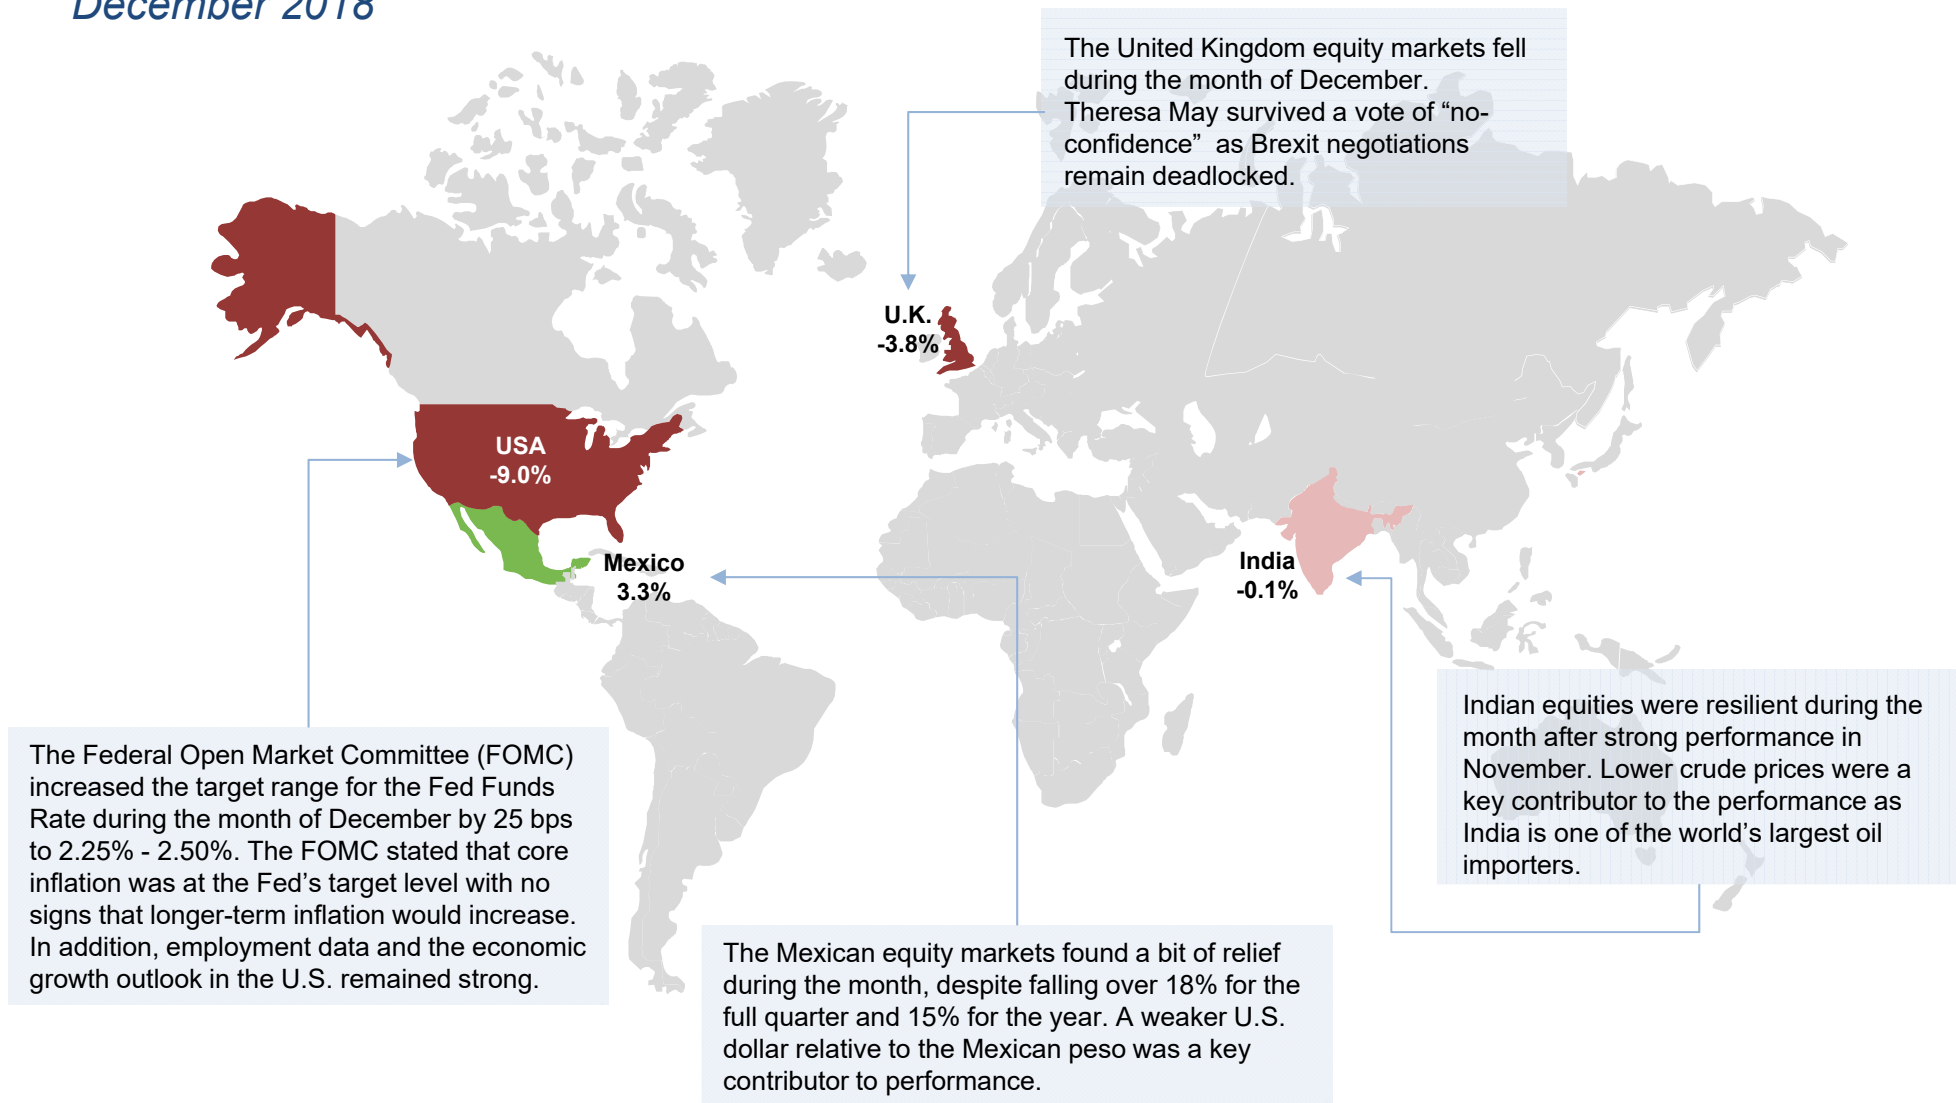 December 2018
The United Kingdom equity markets fell
during the month of December.
Theresa May survived a vote of “no-
confidence”  as Brexit negotiations
remain deadlocked.
U.K.
-3.8%
USA
-9.0%
Mexico
3.3%
India
-0.1%
Indian equities were resilient during the
month after strong performance in
November. Lower crude prices were a
key contributor to the performance as
India is one of the world’s largest oil
importers.
The Federal Open Market Committee (FOMC)
increased the target range for the Fed Funds
Rate during the month of December by 25 bps
to 2.25% - 2.50%. The FOMC stated that core
inflation was at the Fed’s target level with no
signs that longer-term inflation would increase.
In addition, employment data and the economic
growth outlook in the U.S. remained strong.
The Mexican equity markets found a bit of relief
during the month, despite falling over 18% for the
full quarter and 15% for the year. A weaker U.S.
dollar relative to the Mexican peso was a key
contributor to performance.